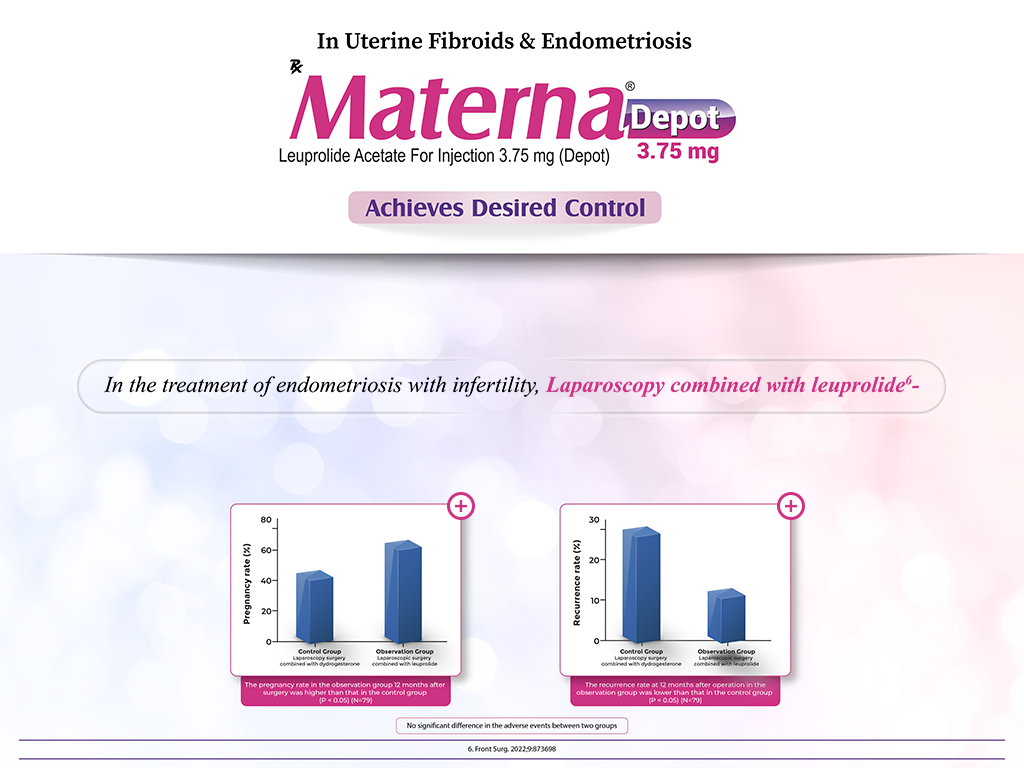 In Uterine Fibroids & Endometriosis
℞
Materna® Depot
Leuprolide Acetate For Injection 3.75 mg (Depot) 3.75 mg
Achieves Desired Control
In the treatment of endometriosis with infertility, Laparoscopy combined with leuprolide6-
80
60
40
20
0
Pregnancy rate (%)
Control Group
Laparoscopy surgery
combined with dydrogesterone
Observation Group
Laparoscopic surgery
combined with leuprolide
The pregnancy rate in the observation group 12 months after
surgery was higher than that in the control group
(P < 0.05) (N=79)
30
20
10
0
Recurrence rate (%)
Control Group
Laparoscopy surgery
combined with dydrogesterone
Observation Group
Laparoscopic surgery
combined with leuprolide
The recurrence rate at 12 months after operation in the
observation group was lower than that in the control group
(P < 0.05) (N=79)
No significant difference in the adverse events between two groups
6. Front Surg. 2022;9:873698